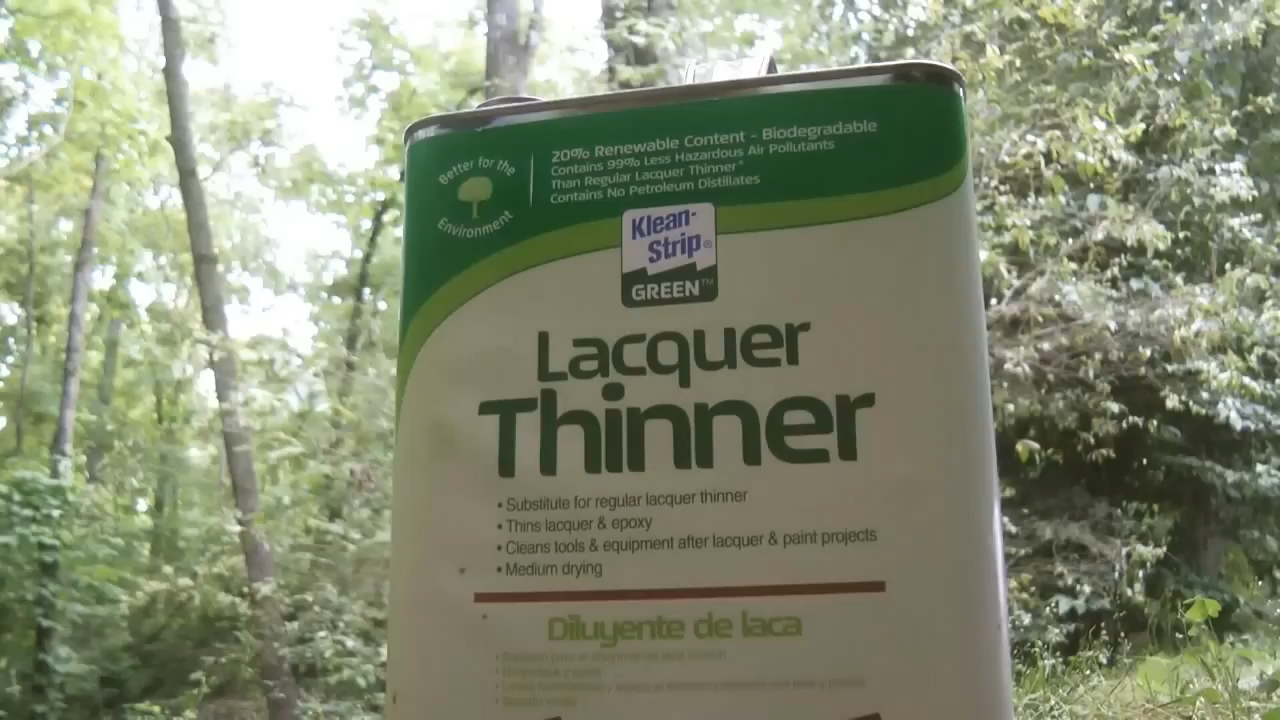 Better for the
Environment
20% Renewable Content - Biodegradable
Contains 99% Less Hazardous Air Pollutants
Than Regular Lacquer Thinner*
Contains No Petroleum Distillates
Klean-
Strip®
GREEN™
Lacquer
Thinner
• Substitute for regular lacquer thinner
• Thins lacquer & epoxy
• Cleans tools & equipment after lacquer & paint projects
• Medium drying
Diluyente de laca